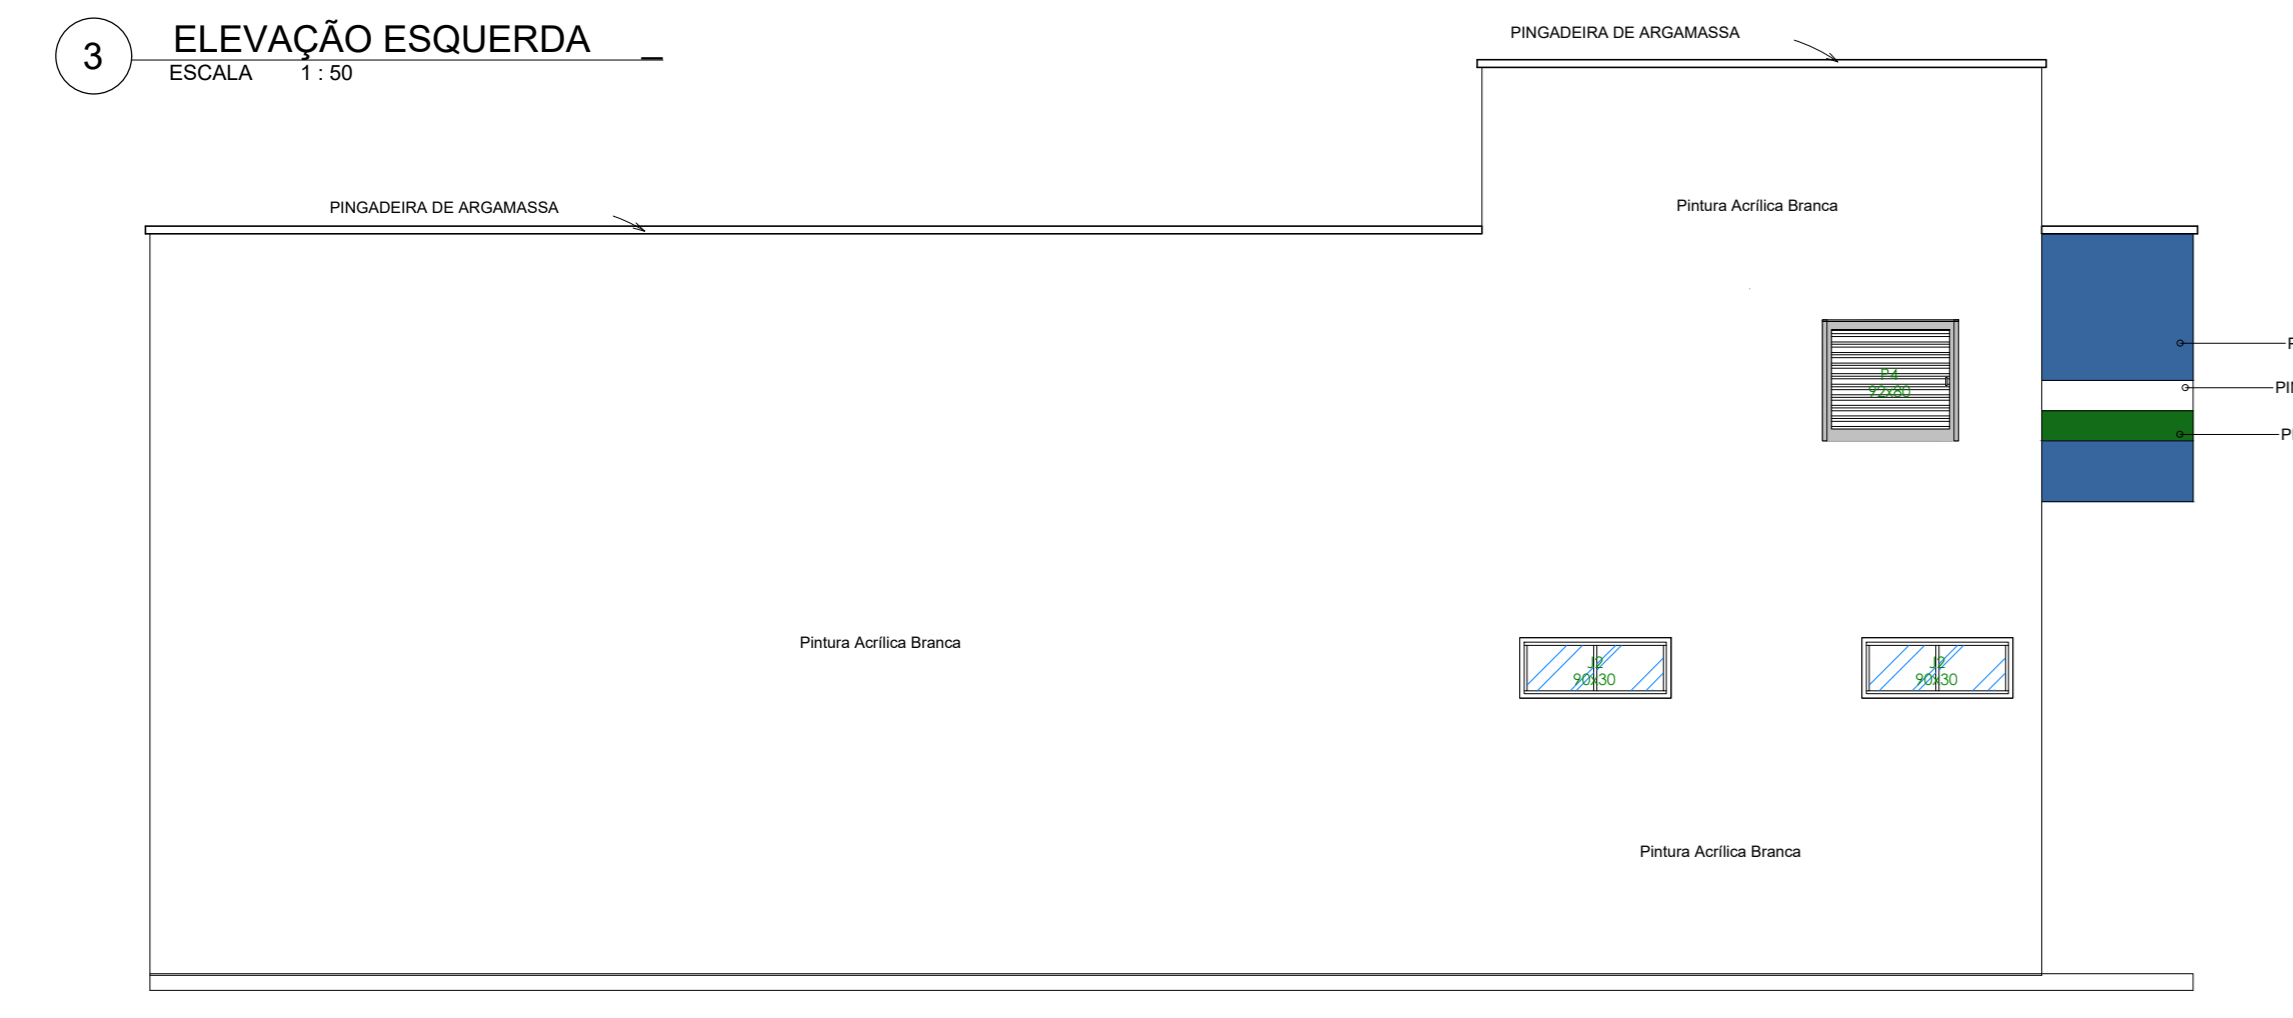 3
ELEVAÇÃO ESQUERDA
ESCALA 1 : 50
PINGADEIRA DE ARGAMASSA
PINGADEIRA DE ARGAMASSA
Pintura Acrílica Branca
P4
92x80
Pintura Acrílica Branca
J2
90x30
J2
90x30
Pintura Acrílica Branca